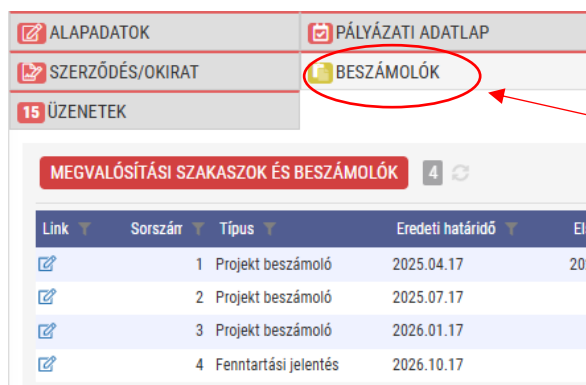 ALAPADATOK PÁLYÁZATI ADATLAP
SZERZŐDÉS/OKIRAT BESZÁMOLÓK
15 ÜZENETEK
MEGVALÓSÍTÁSI SZAKASZOK ÉS BESZÁMOLÓK 4
Link Sorszám Típus Eredeti határidő El
1 Projekt beszámoló 2025.04.17 20
2 Projekt beszámoló 2025.07.17
3 Projekt beszámoló 2026.01.17
4 Fenntartási jelentés 2026.10.17